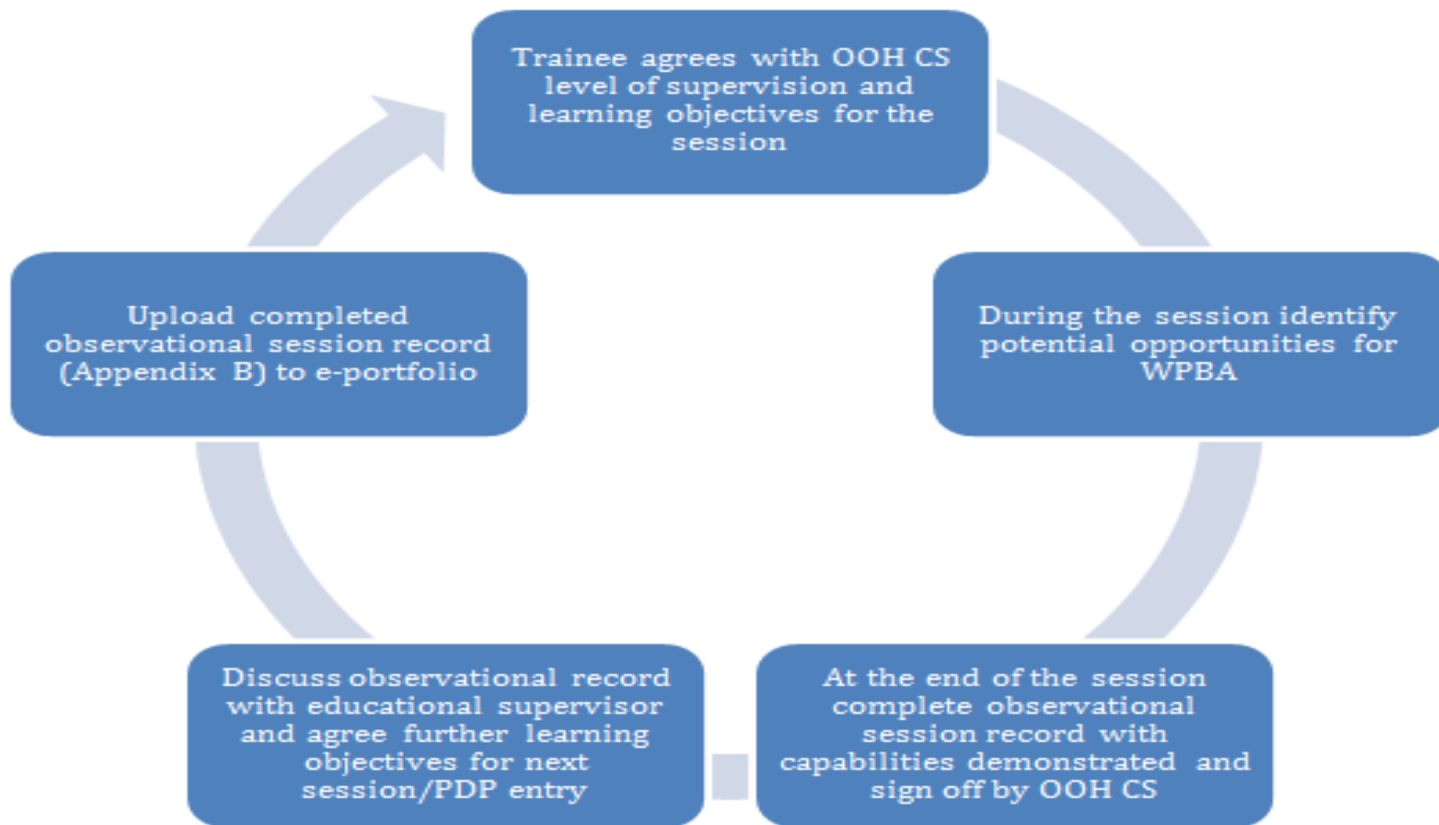 Trainee agrees with OOH CS
level of supervision and
learning objectives for the
session
During the session identify
potential opportunities for
WPBA
At the end of the session
complete observational
session record with
capabilities demonstrated and
sign off by OOH CS
Discuss observational record
with educational supervisor
and agree further learning
objectives for next
session/PDP entry
Upload completed
observational session record
(Appendix B) to e-portfolio